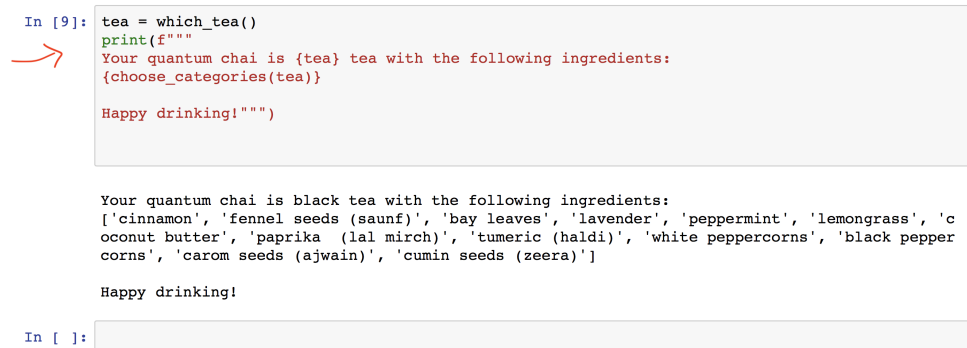 In [9]: tea = which_tea()
print(f"""
Your quantum chai is {tea} tea with the following ingredients:
{choose_categories(tea)}
Happy drinking!""")
Your quantum chai is black tea with the following ingredients:
['cinnamon', 'fennel seeds (saunf)', 'bay leaves', 'lavender', 'peppermint', 'lemongrass', 'c
oconut butter', 'paprika  (lal mirch)', 'tumeric (haldi)', 'white peppercorns', 'black pepper
corns', 'carom seeds (ajwain)', 'cumin seeds (zeera)']
Happy drinking!
In [ ]: